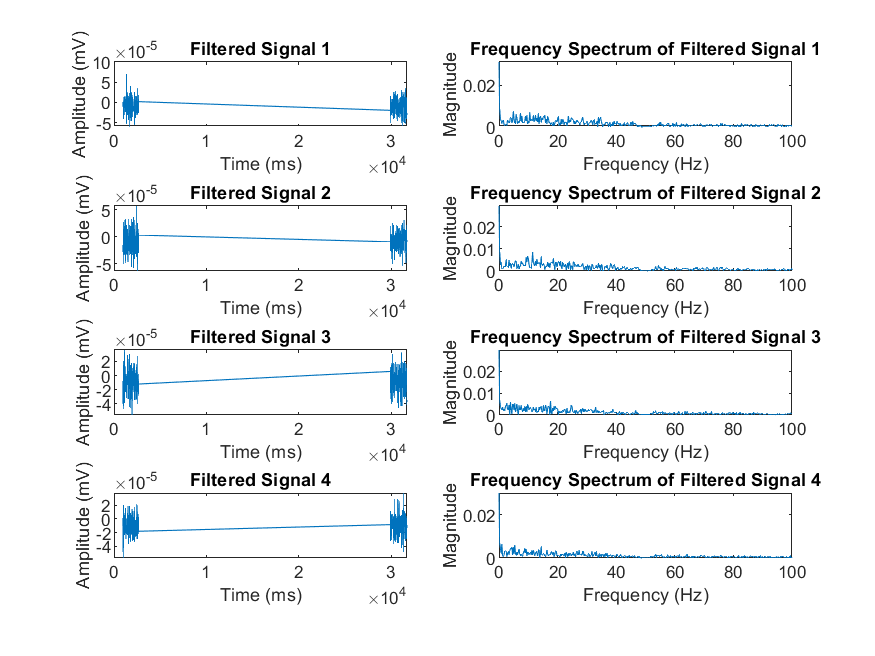 Filtered Signal 1
×10⁻⁵
Amplitude (mV)
10
5
0
-5
0 1 2 3
Time (ms)
×10⁴
Frequency Spectrum of Filtered Signal 1
Magnitude
0.02
0
0 20 40 60 80 100
Frequency (Hz)
Filtered Signal 2
×10⁻⁵
Amplitude (mV)
5
0
-5
0 1 2 3
Time (ms)
×10⁴
Frequency Spectrum of Filtered Signal 2
Magnitude
0.02
0.01
0
0 20 40 60 80 100
Frequency (Hz)
Filtered Signal 3
×10⁻⁵
Amplitude (mV)
2
0
-2
-4
0 1 2 3
Time (ms)
×10⁴
Frequency Spectrum of Filtered Signal 3
Magnitude
0.02
0.01
0
0 20 40 60 80 100
Frequency (Hz)
Filtered Signal 4
×10⁻⁵
Amplitude (mV)
2
0
-2
-4
0 1 2 3
Time (ms)
×10⁴
Frequency Spectrum of Filtered Signal 4
Magnitude
0.02
0
0 20 40 60 80 100
Frequency (Hz)